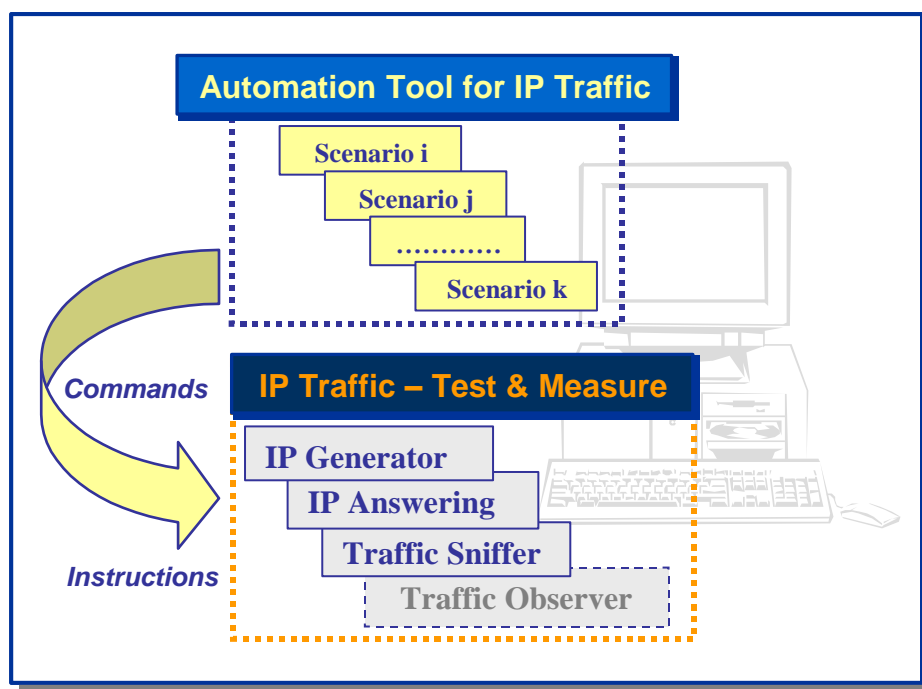 Automation Tool for IP Traffic
Scenario i
Scenario j
............
Scenario k
Commands
IP Traffic – Test & Measure
IP Generator
IP Answering
Traffic Sniffer
Instructions
Traffic Observer